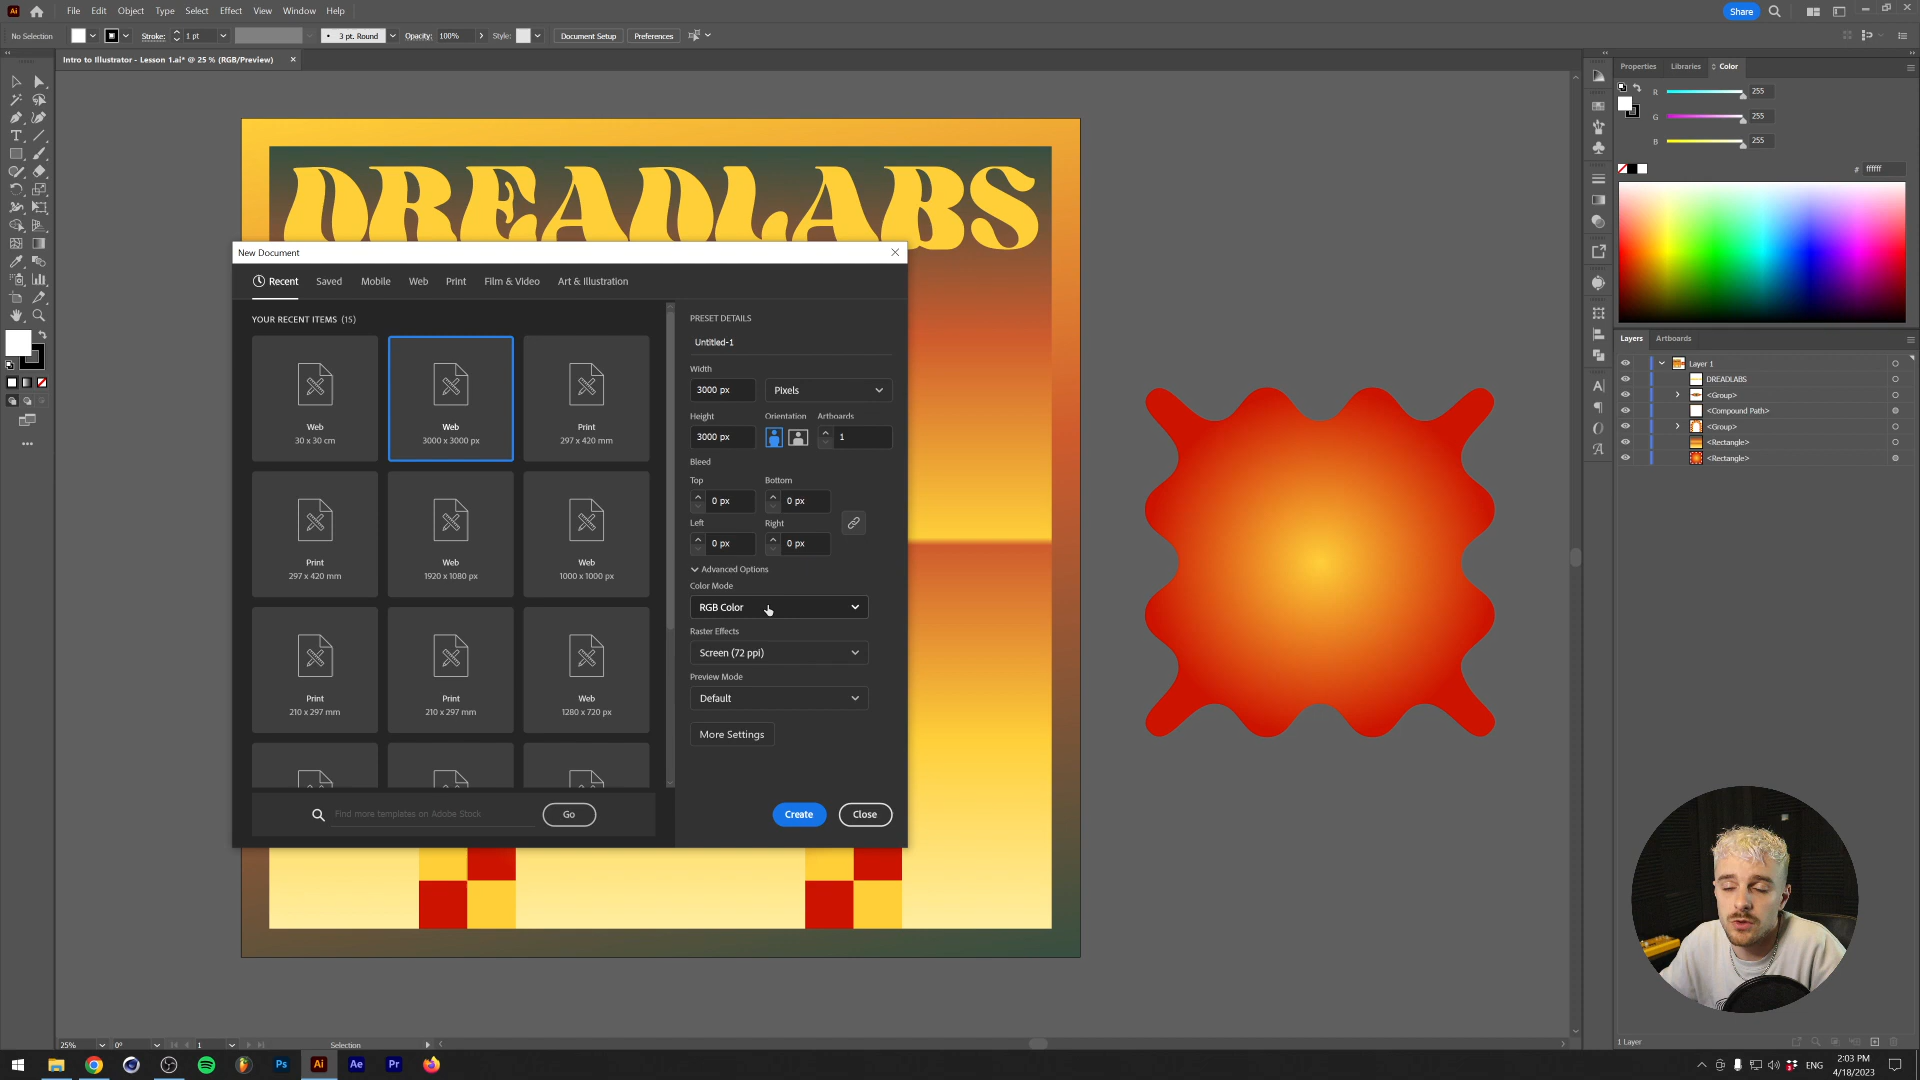 Ai File Edit Object Type Select Effect View Window Help Share
No Selection Stroke: 1 pt 3 pt. Round Opacity: 100% Style: Document Setup Preferences
Intro to Illustrator - Lesson 1.ai* @ 25 % (RGB/Preview)
DREADLABS
New Document
Recent Saved Mobile Web Print Film & Video Art & Illustration
YOUR RECENT ITEMS (15)
Web
30 x 30 cm
Web
3000 x 3000 px
Print
297 x 420 mm
Print
297 x 420 mm
Web
1920 x 1080 px
Web
1000 x 1000 px
Print
210 x 297 mm
Print
210 x 297 mm
Web
1280 x 720 px
Find more templates on Adobe Stock Go
PRESET DETAILS
Untitled-1
Width
3000 px Pixels
Height Orientation Artboards
3000 px 1
Bleed
Top Bottom
0 px 0 px
Left Right
0 px 0 px
Advanced Options
Color Mode
RGB Color
Raster Effects
Screen (72 ppi)
Preview Mode
Default
More Settings
Create Close
Properties Libraries Color
R 255
G 255
B 255
# ffffff
Layers Artboards
Layer 1
DREADLABS
<Group>
<Compound Path>
<Group>
<Rectangle>
<Rectangle>
1 Layer
25% 0° 1 Selection
Ps Ai Ae Pr
ENG
2:03 PM
4/18/2023